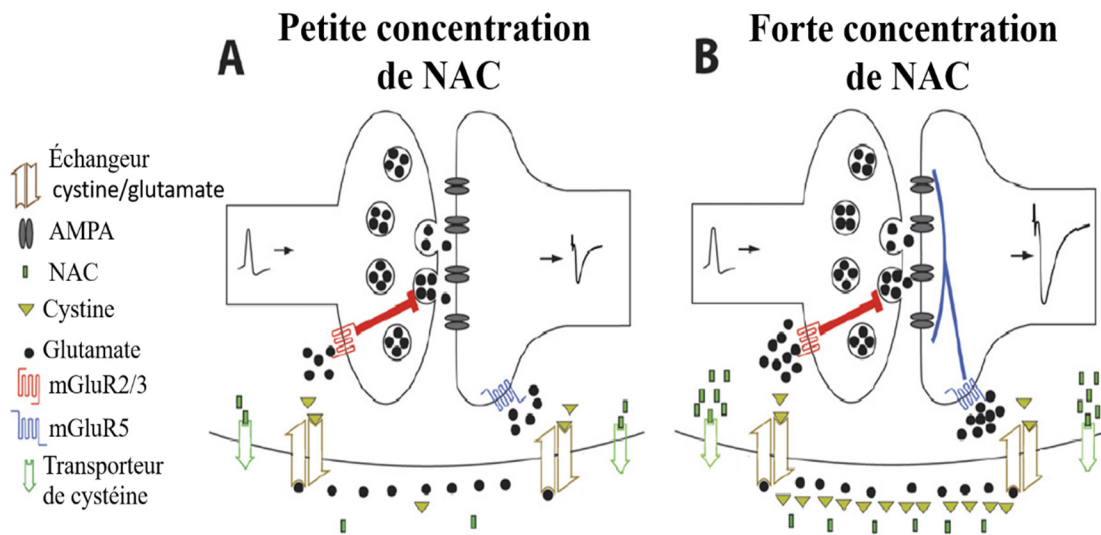 A
Petite concentration
de NAC
B
Forte concentration
de NAC
Échangeur
cystine/glutamate
AMPA
NAC
Cystine
Glutamate
mGluR2/3
mGluR5
Transporteur
de cystéine